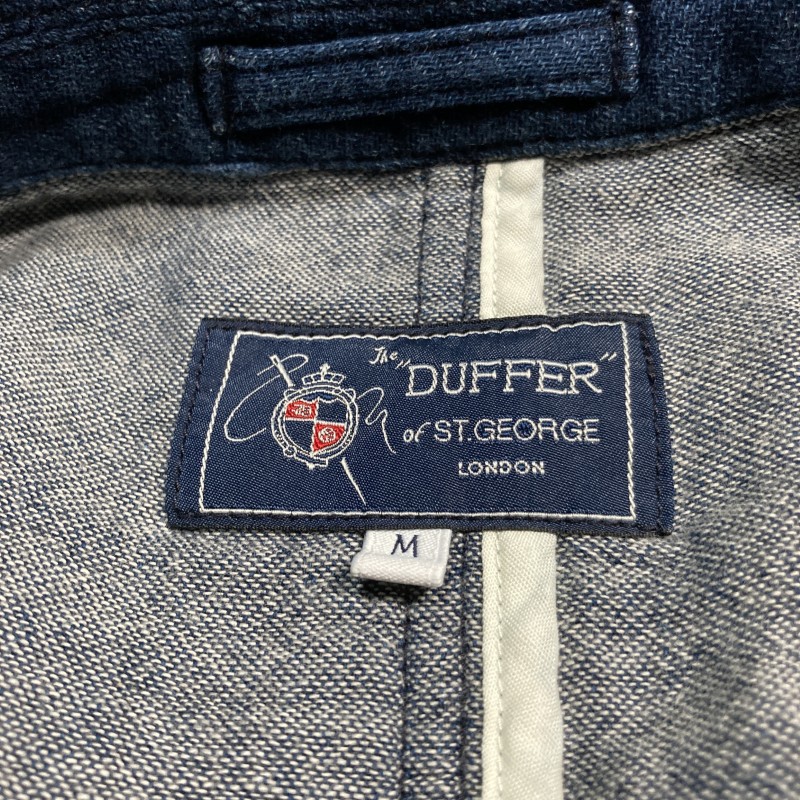 The "DUFFER"
of ST.GEORGE
LONDON
M